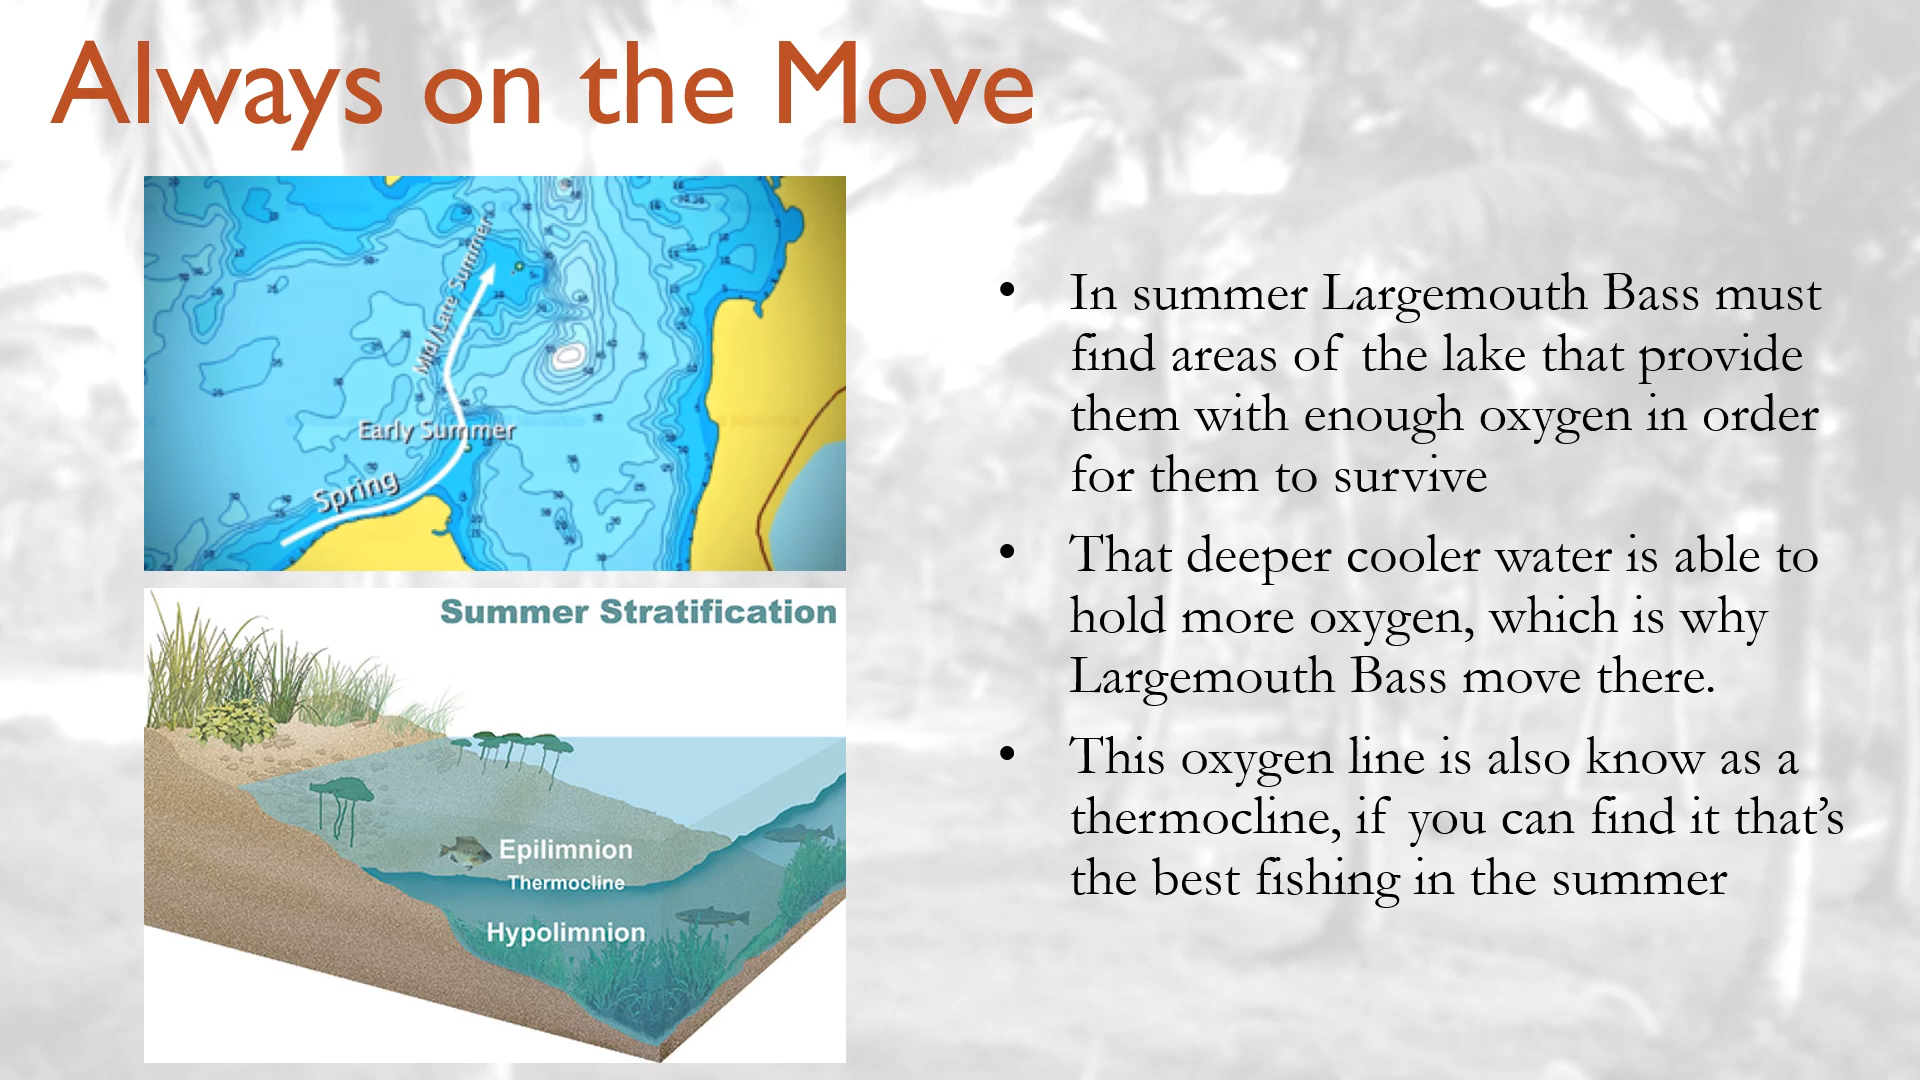 Always on the Move
Mid/Late Summer
Early Summer
Spring
Summer Stratification
Epilimnion
Thermocline
Hypolimnion
• In summer Largemouth Bass must
find areas of the lake that provide
them with enough oxygen in order
for them to survive
• That deeper cooler water is able to
hold more oxygen, which is why
Largemouth Bass move there.
• This oxygen line is also know as a
thermocline, if you can find it that’s
the best fishing in the summer